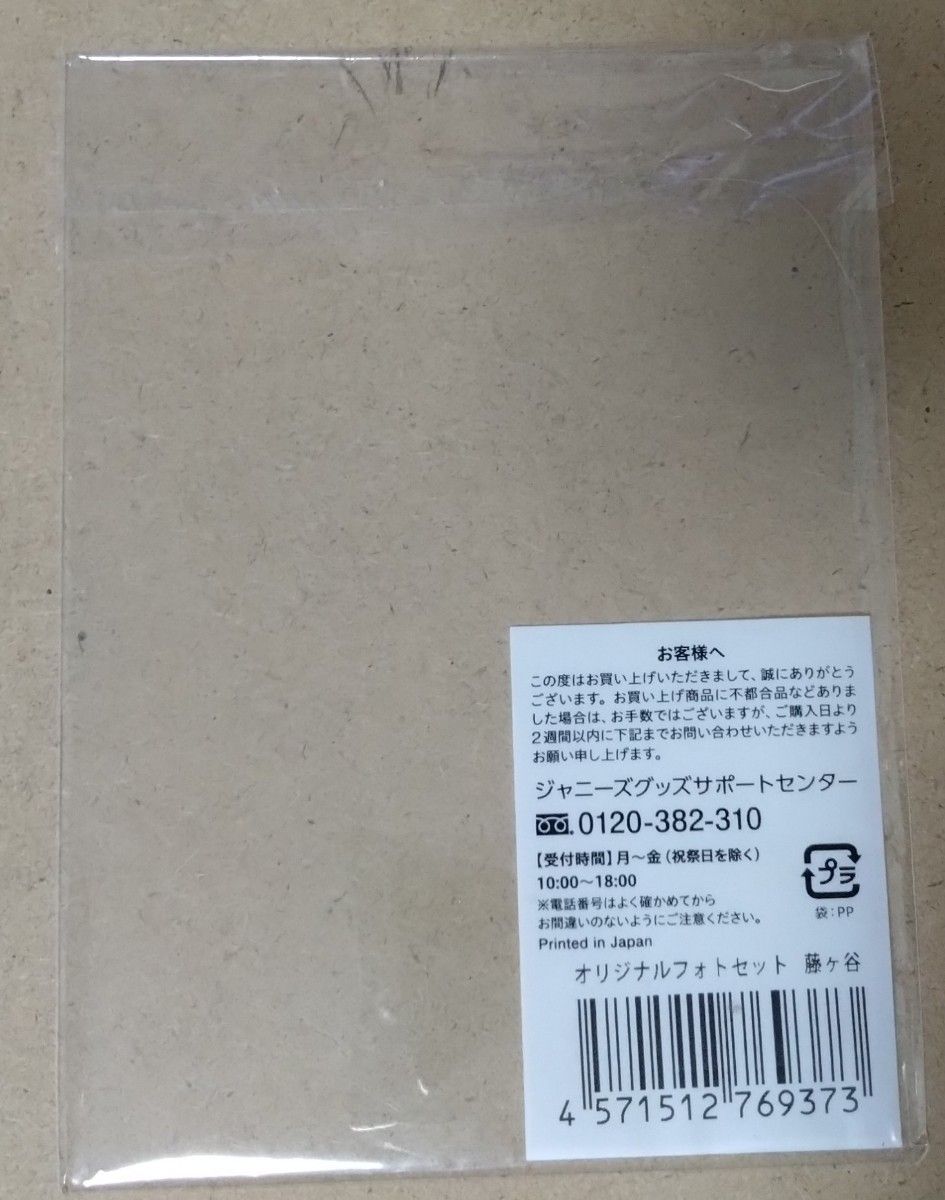 お客様へ
この度はお買い上げいただきまして、誠にありがとう
ございます。お買い上げ商品に不都合品などありま
した場合は、お手数ではございますが、ご購入日より
2週間以内に下記までお問い合わせいただきますよう
お願い申し上げます。
ジャニーズグッズサポートセンター
0120-382-310
【受付時間】月〜金(祝祭日を除く)
10:00〜18:00
※電話番号はよく確かめてから
お間違いのないようにご注意ください。
プラ
袋:PP
Printed in Japan
オリジナルフォトセット 藤ヶ谷
4 571512 769373